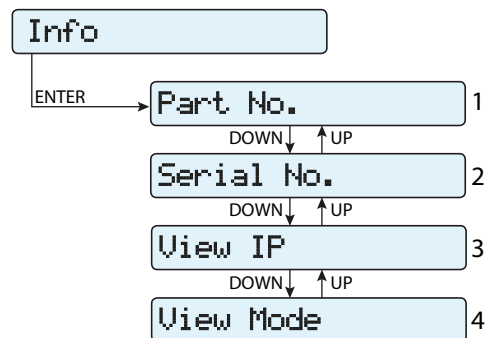 Info
ENTER
Part No. 1
DOWN UP
Serial No. 2
DOWN UP
View IP 3
DOWN UP
View Mode 4